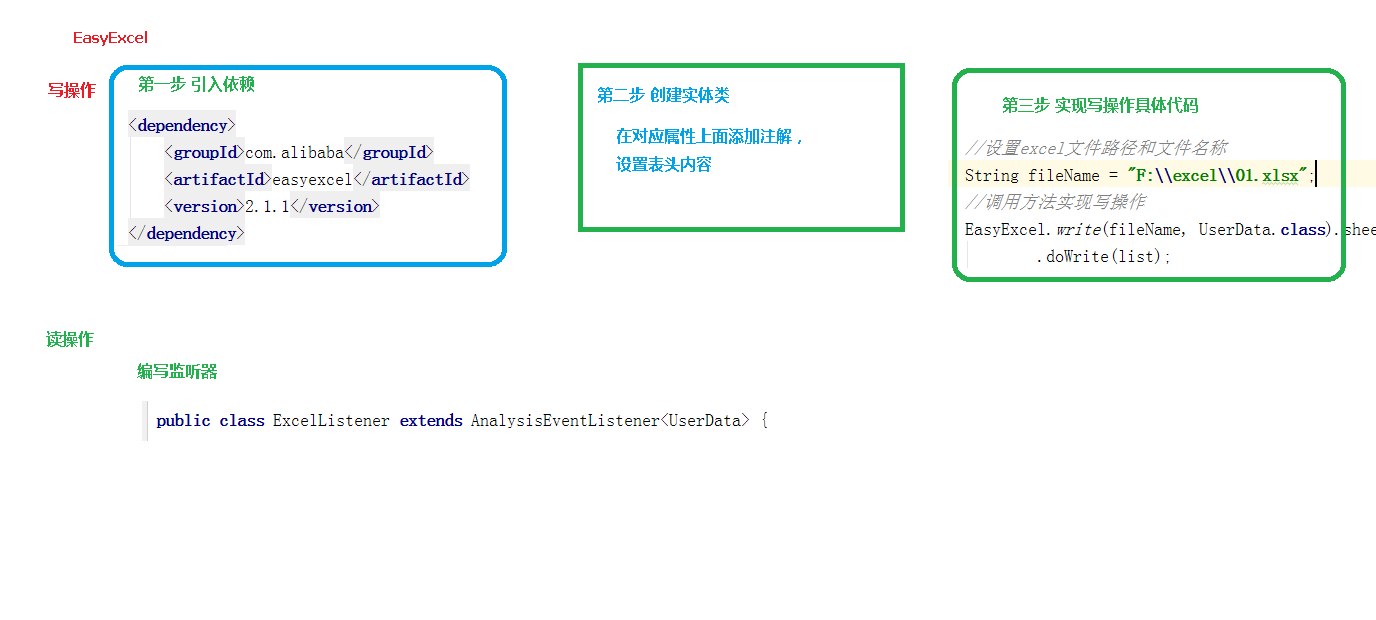 EasyExcel
写操作
第一步 引入依赖
<dependency>
<groupId>com.alibaba</groupId>
<artifactId>easyexcel</artifactId>
<version>2.1.1</version>
</dependency>
第二步 创建实体类
在对应属性上面添加注解，
设置表头内容
第三步 实现写操作具体代码
//设置excel文件路径和文件名称
String fileName = "F:\\excel\\01.xlsx";
//调用方法实现写操作
EasyExcel.write(fileName, UserData.class).shee
.doWrite(list);
读操作
编写监听器
public class ExcelListener extends AnalysisEventListener<UserData> {